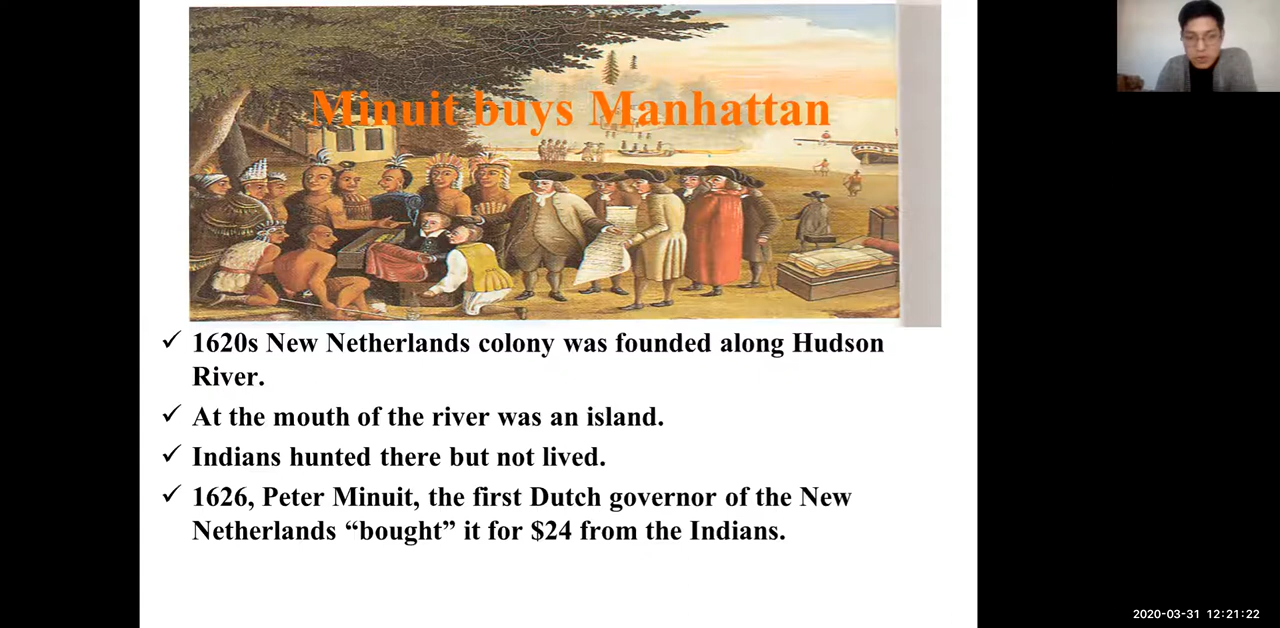 Minuit buys Manhattan
✓ 1620s New Netherlands colony was founded along Hudson
River.
✓ At the mouth of the river was an island.
✓ Indians hunted there but not lived.
✓ 1626, Peter Minuit, the first Dutch governor of the New
Netherlands “bought” it for $24 from the Indians.
2020-03-31 12:21:22